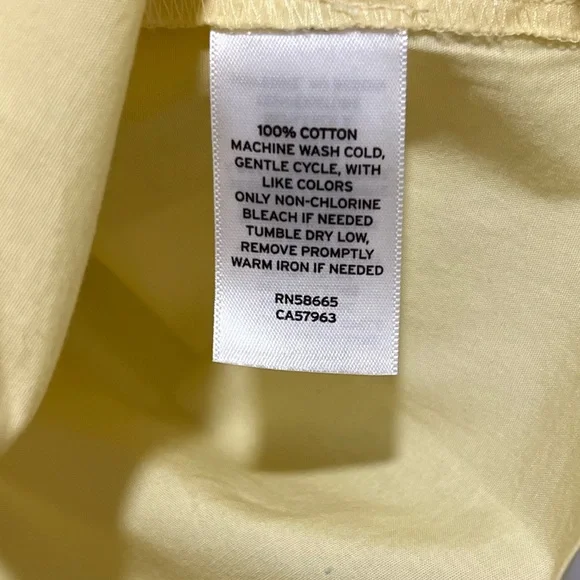 100% COTTON
MACHINE WASH COLD,
GENTLE CYCLE, WITH
LIKE COLORS
ONLY NON-CHLORINE
BLEACH IF NEEDED
TUMBLE DRY LOW,
REMOVE PROMPTLY
WARM IRON IF NEEDED
RN58665
CA57963